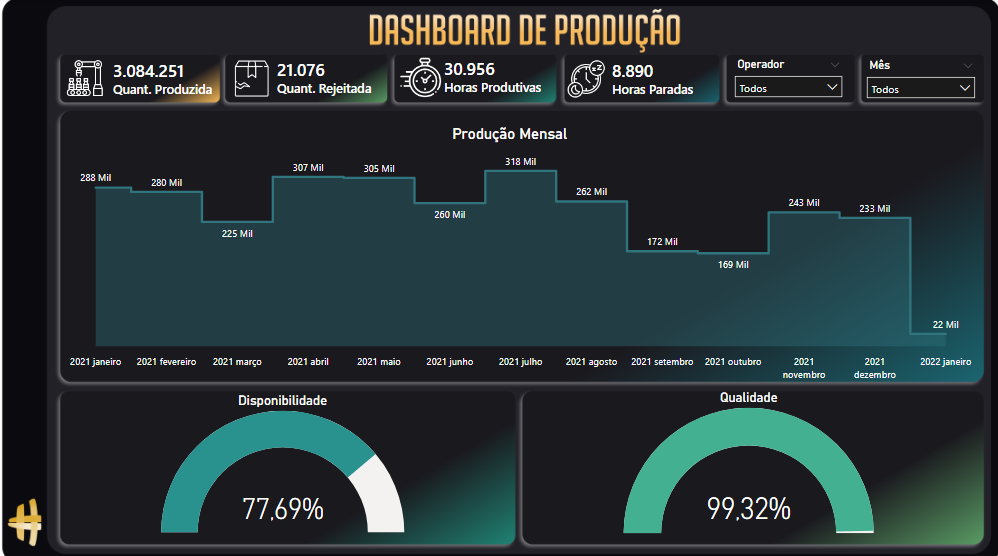 DASHBOARD DE PRODUÇÃO
3.084.251
Quant. Produzida
21.076
Quant. Rejeitada
30.956
Horas Produtivas
8.890
Horas Paradas
Operador
Todos
Mês
Todos
Produção Mensal
288 Mil
280 Mil
225 Mil
307 Mil
305 Mil
260 Mil
318 Mil
262 Mil
172 Mil
169 Mil
243 Mil
233 Mil
22 Mil
2021 janeiro
2021 fevereiro
2021 março
2021 abril
2021 maio
2021 junho
2021 julho
2021 agosto
2021 setembro
2021 outubro
2021
novembro
2021
dezembro
2022 janeiro
Disponibilidade
77,69%
Qualidade
99,32%